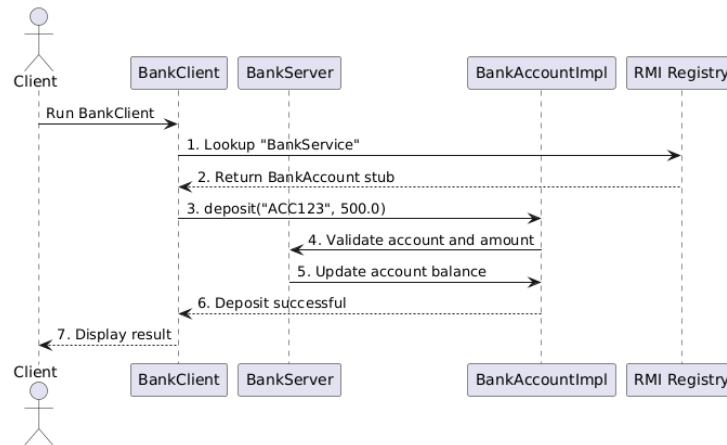 Client
BankClient
BankServer
BankAccountImpl
RMI Registry
Run BankClient
1. Lookup "BankService"
2. Return BankAccount stub
3. deposit("ACC123", 500.0)
4. Validate account and amount
5. Update account balance
6. Deposit successful
7. Display result
Client
BankClient
BankServer
BankAccountImpl
RMI Registry